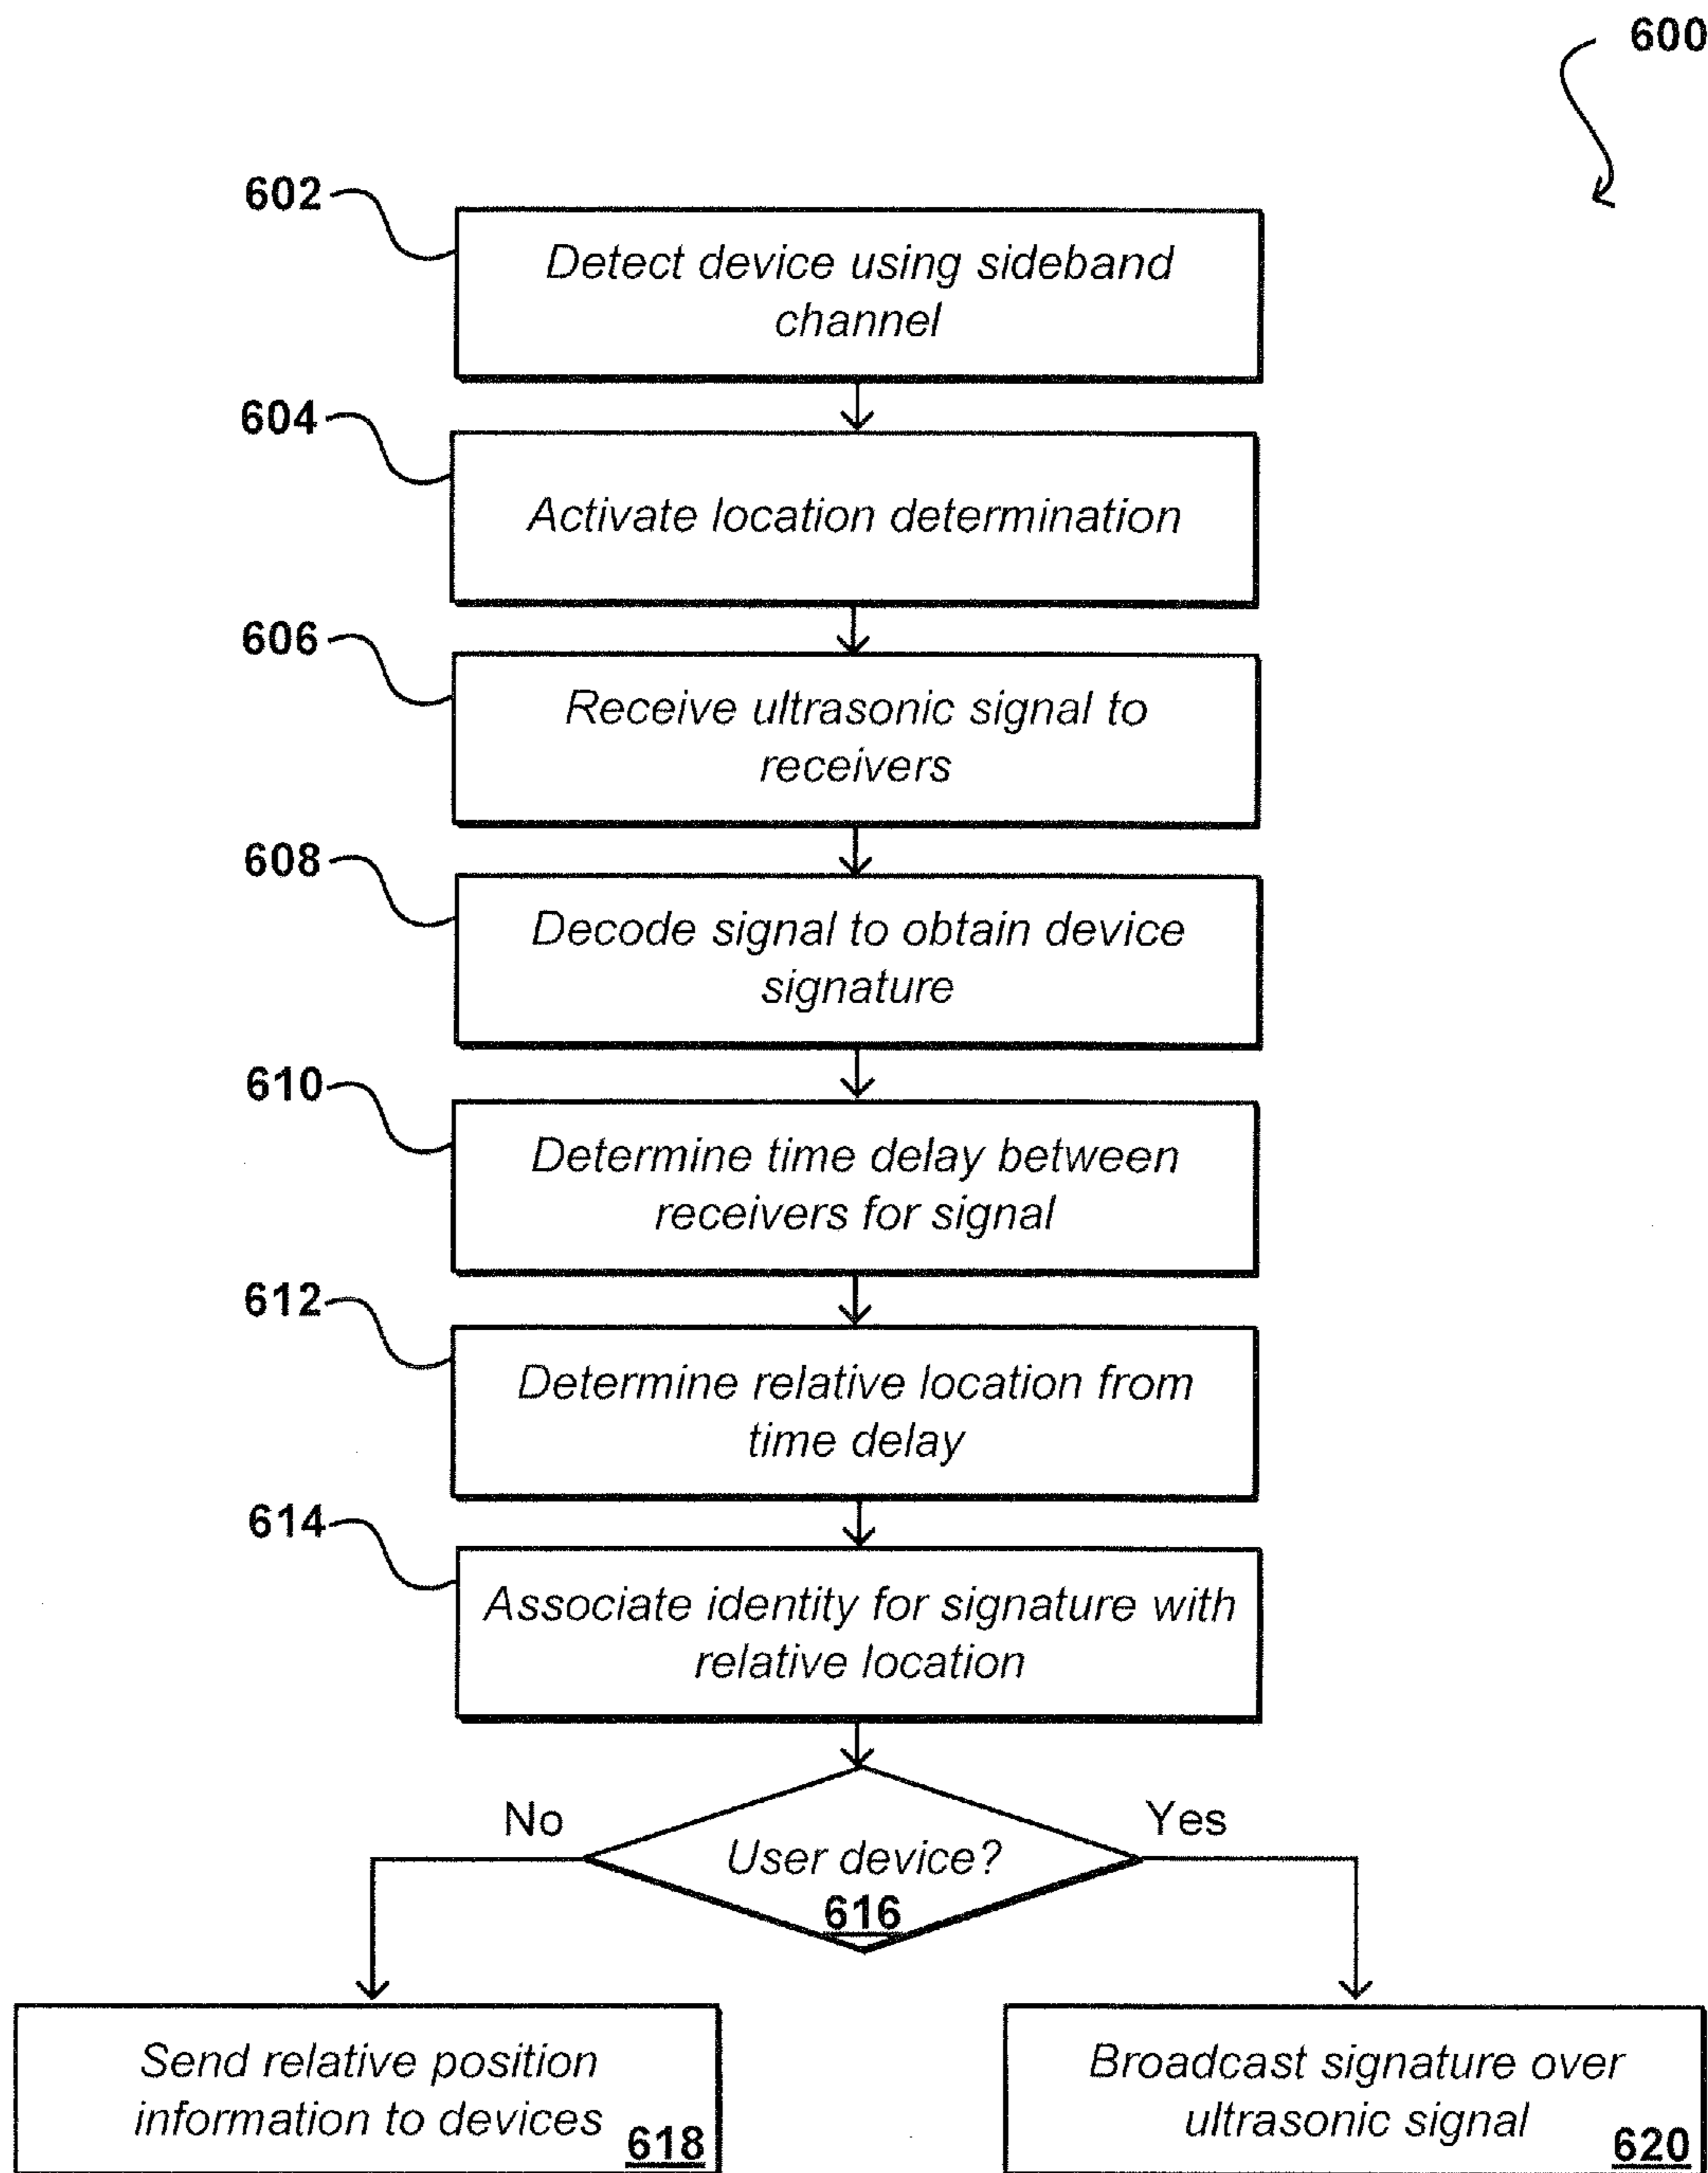 600
602
Detect device using sideband
channel
604
Activate location determination
606
Receive ultrasonic signal to
receivers
608
Decode signal to obtain device
signature
610
Determine time delay between
receivers for signal
612
Determine relative location from
time delay
614
Associate identity for signature with
relative location
No
Yes
User device?
616
Send relative position
information to devices
618
Broadcast signature over
ultrasonic signal
620